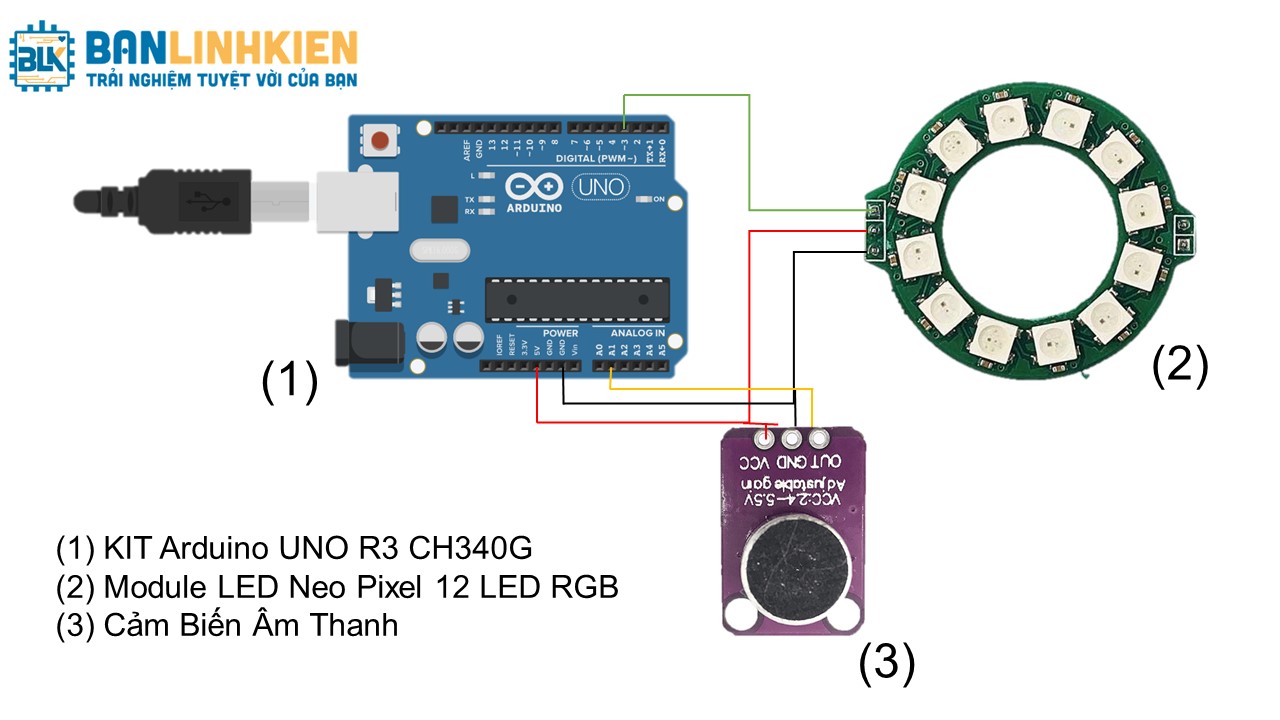 BLK
BANLINHKIEN
TRẢI NGHIỆM TUYỆT VỜI CỦA BẠN
AREF
GND
13
12
~11
~10
~9
8
7
~6
~5
4
~3
2
TX→1
RX←0
DIGITAL (PWM~)
L
TX
RX
ARDUINO
UNO
ON
POWER
ANALOG IN
IOREF
RESET
3.3V
5V
GND
GND
Vin
A0
A1
A2
A3
A4
A5
(1)
(2)
OUT GND VCC
Adjustable gain
VCC:2.4-5.5V
(1) KIT Arduino UNO R3 CH340G
(2) Module LED Neo Pixel 12 LED RGB
(3) Cảm Biến Âm Thanh
(3)